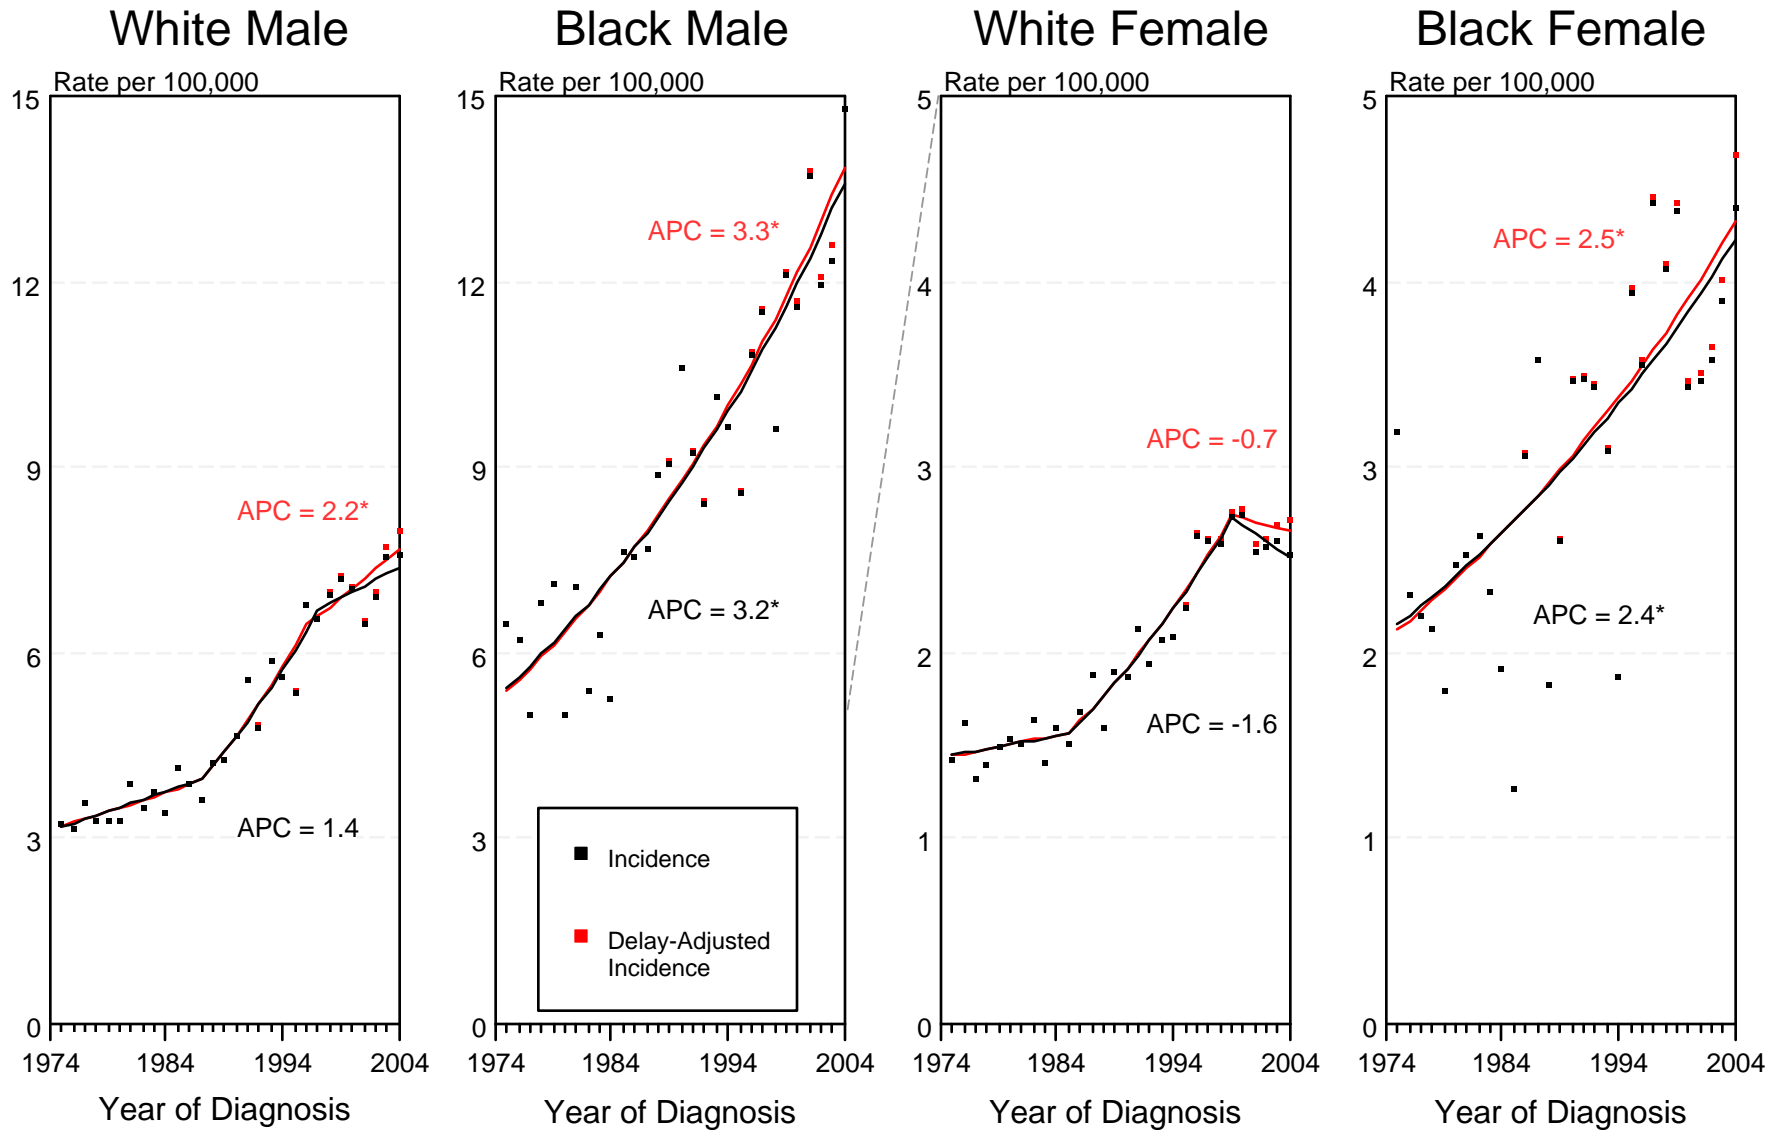 White Male
Black Male
White Female
Black Female
Rate per 100,000
Rate per 100,000
Rate per 100,000
Rate per 100,000
15
12
9
6
3
0
APC = 2.2*
APC = 1.4
1974
1984
1994
2004
Year of Diagnosis
15
12
9
6
3
0
APC = 3.3*
APC = 3.2*
Incidence
Delay-Adjusted
Incidence
1974
1984
1994
2004
Year of Diagnosis
5
4
3
2
1
0
APC = -0.7
APC = -1.6
1974
1984
1994
2004
Year of Diagnosis
5
4
3
2
1
0
APC = 2.5*
APC = 2.4*
1974
1984
1994
2004
Year of Diagnosis